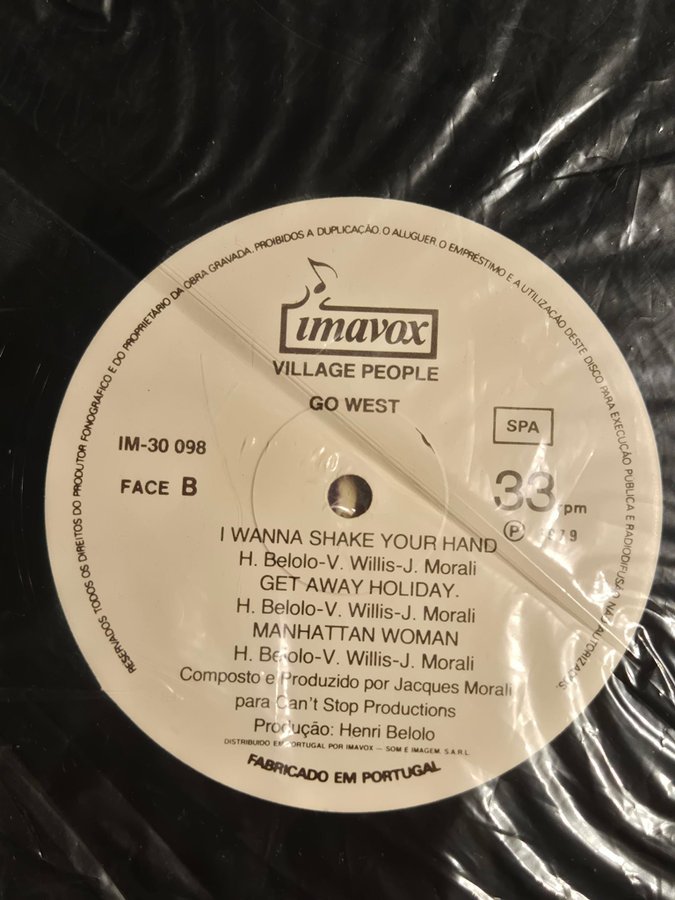 RESERVADOS TODOS OS DIREITOS DO PRODUTOR FONOGRÁFICO E DO PROPRIETÁRIO DA OBRA GRAVADA. PROIBIDOS A DUPLICAÇÃO. O ALUGUER O EMPRÉSTIMO E A UTILIZAÇÃO DESTE DISCO PARA EXECUÇÃO PÚBLICA E RADIODIFUSÃO NÃO AUTORIZADAS.
imavox
VILLAGE PEOPLE
GO WEST
SPA
IM-30 098
FACE B
33 rpm
Ⓟ 1979
I WANNA SHAKE YOUR HAND
H. Belolo-V. Willis-J. Morali
GET AWAY HOLIDAY.
H. Belolo-V. Willis-J. Morali
MANHATTAN WOMAN
H. Belolo-V. Willis-J. Morali
Composto e Produzido por Jacques Morali
para Can't Stop Productions
Produção: Henri Belolo
DISTRIBUIDO EM PORTUGAL POR IMAVOX — SOM E IMAGEM, S.A.R.L.
FABRICADO EM PORTUGAL